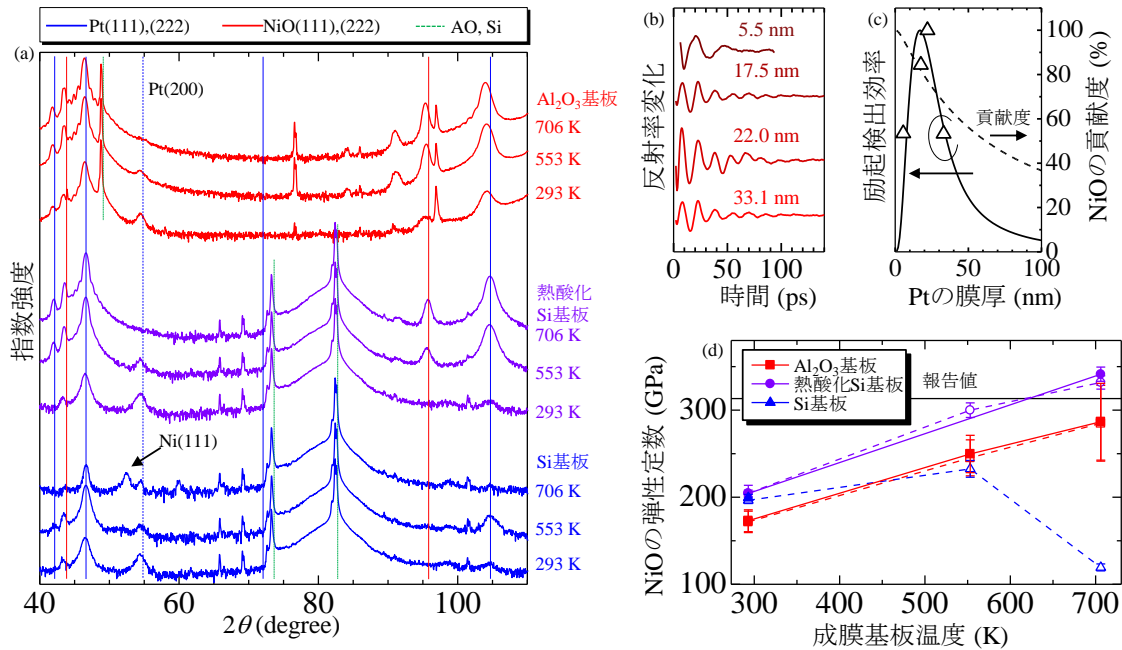 Pt(111),(222) NiO(111),(222) AO, Si
(a)
Pt(200)
Al₂O₃基板
706 K
553 K
293 K
熱酸化
Si基板
706 K
553 K
293 K
Ni(111)
Si基板
706 K
553 K
293 K
指数強度
40 60 80 100
2θ (degree)
(b)
5.5 nm
17.5 nm
22.0 nm
33.1 nm
反射率変化
0 50 100
時間 (ps)
(c)
貢献度
励起検出効率
100
80
60
40
20
0
NiOの貢献度 (%)
0 50 100
Ptの膜厚 (nm)
(d)
Al₂O₃基板
熱酸化Si基板
Si基板
報告値
NiOの弾性定数 (GPa)
300
200
100
300 400 500 600 700
成膜基板温度 (K)